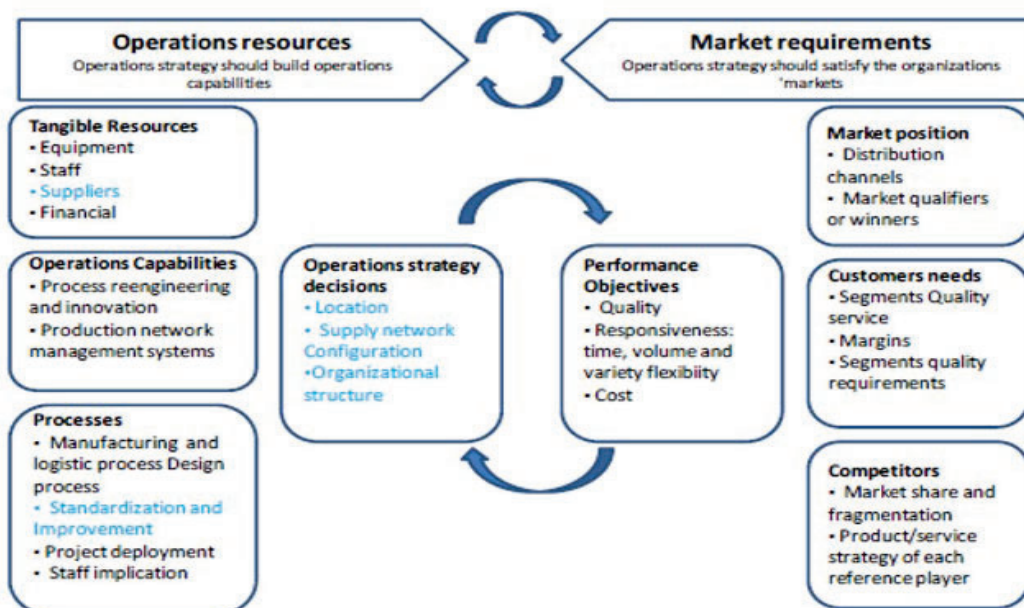 Operations resources
Operations strategy should build operations
capabilities
Market requirements
Operations strategy should satisfy the organizations
'markets
Tangible Resources
• Equipment
• Staff
• Suppliers
• Financial
Operations Capabilities
• Process reengineering
and innovation
• Production network
management systems
Processes
• Manufacturing and
logistic process Design
process
• Standardization and
Improvement
• Project deployment
• Staff implication
Operations strategy
decisions
• Location
• Supply network
Configuration
•Organizational
structure
Performance
Objectives
• Quality
• Responsiveness:
time, volume and
variety flexibiity
• Cost
Market position
• Distribution
channels
• Market qualifiers
or winners
Customers needs
• Segments Quality
service
• Margins
• Segments quality
requirements
Competitors
• Market share and
fragmentation
• Product/service
strategy of each
reference player